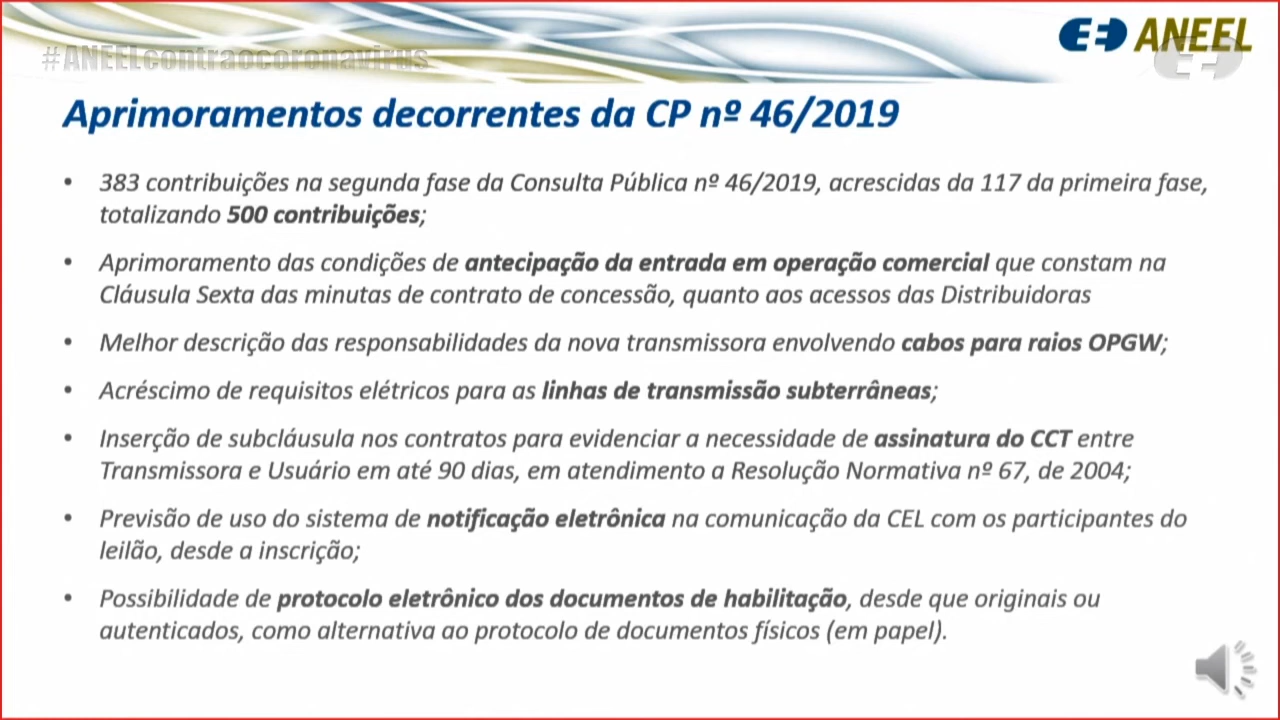 #ANEELcontraocoronavirus
ANEEL
Aprimoramentos decorrentes da CP nº 46/2019
• 383 contribuições na segunda fase da Consulta Pública nº 46/2019, acrescidas da 117 da primeira fase,
totalizando 500 contribuições;
• Aprimoramento das condições de antecipação da entrada em operação comercial que constam na
Cláusula Sexta das minutas de contrato de concessão, quanto aos acessos das Distribuidoras
• Melhor descrição das responsabilidades da nova transmissora envolvendo cabos para raios OPGW;
• Acréscimo de requisitos elétricos para as linhas de transmissão subterrâneas;
• Inserção de subcláusula nos contratos para evidenciar a necessidade de assinatura do CCT entre
Transmissora e Usuário em até 90 dias, em atendimento a Resolução Normativa nº 67, de 2004;
• Previsão de uso do sistema de notificação eletrônica na comunicação da CEL com os participantes do
leilão, desde a inscrição;
• Possibilidade de protocolo eletrônico dos documentos de habilitação, desde que originais ou
autenticados, como alternativa ao protocolo de documentos físicos (em papel).